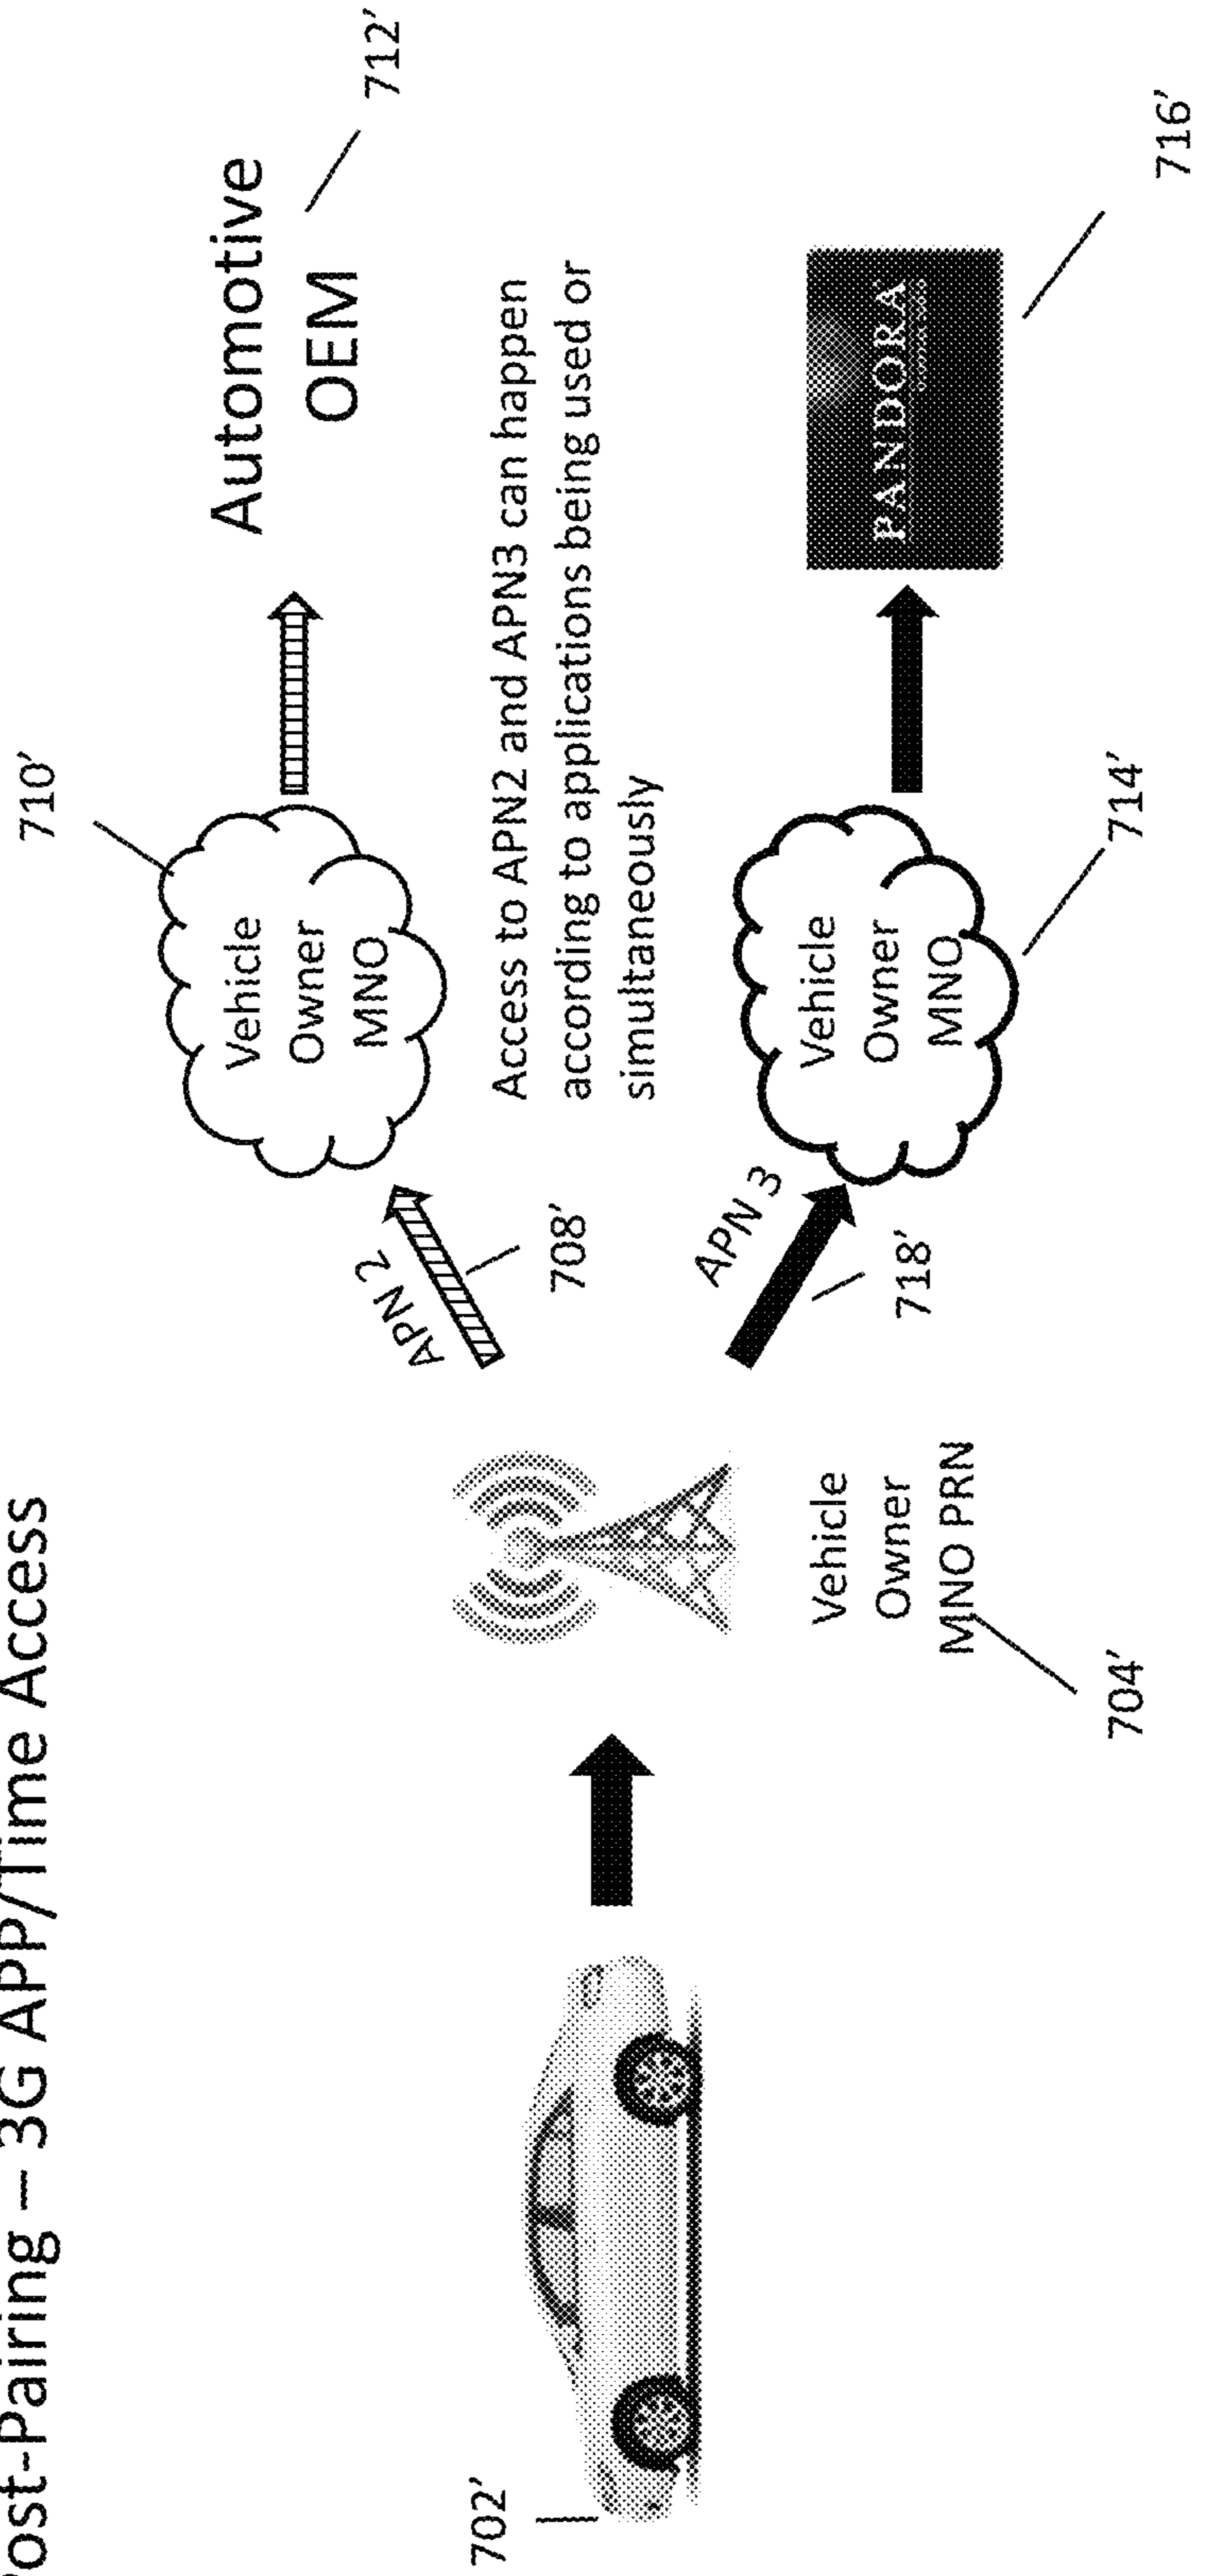 ost-Pairing – 3G APP/Time Access
702'
Vehicle
Owner
MNO PRN
704'
APN 2
708'
APN 3
718'
Vehicle
Owner
MNO
710'
Automotive
OEM
712'
Access to APN2 and APN3 can happen
according to applications being used or
simultaneously
Vehicle
Owner
MNO
714'
PANDORA
716'